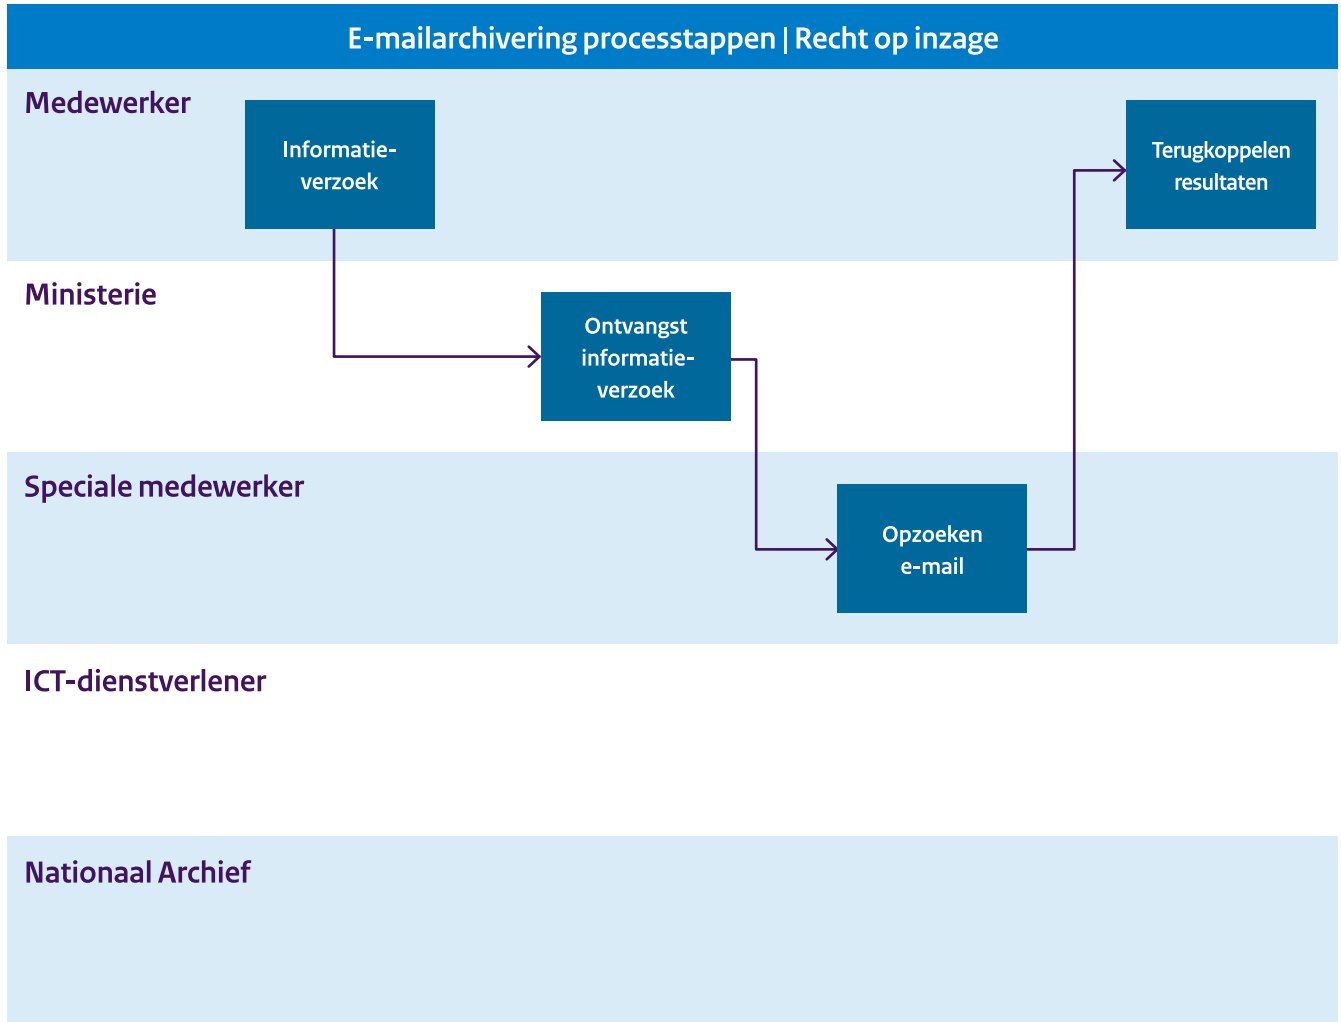 E-mailarchivering processtappen | Recht op inzage
Medewerker
Informatie-
verzoek
Terugkoppelen
resultaten
Ministerie
Ontvangst
informatie-
verzoek
Speciale medewerker
Opzoeken
e-mail
ICT-dienstverlener
Nationaal Archief